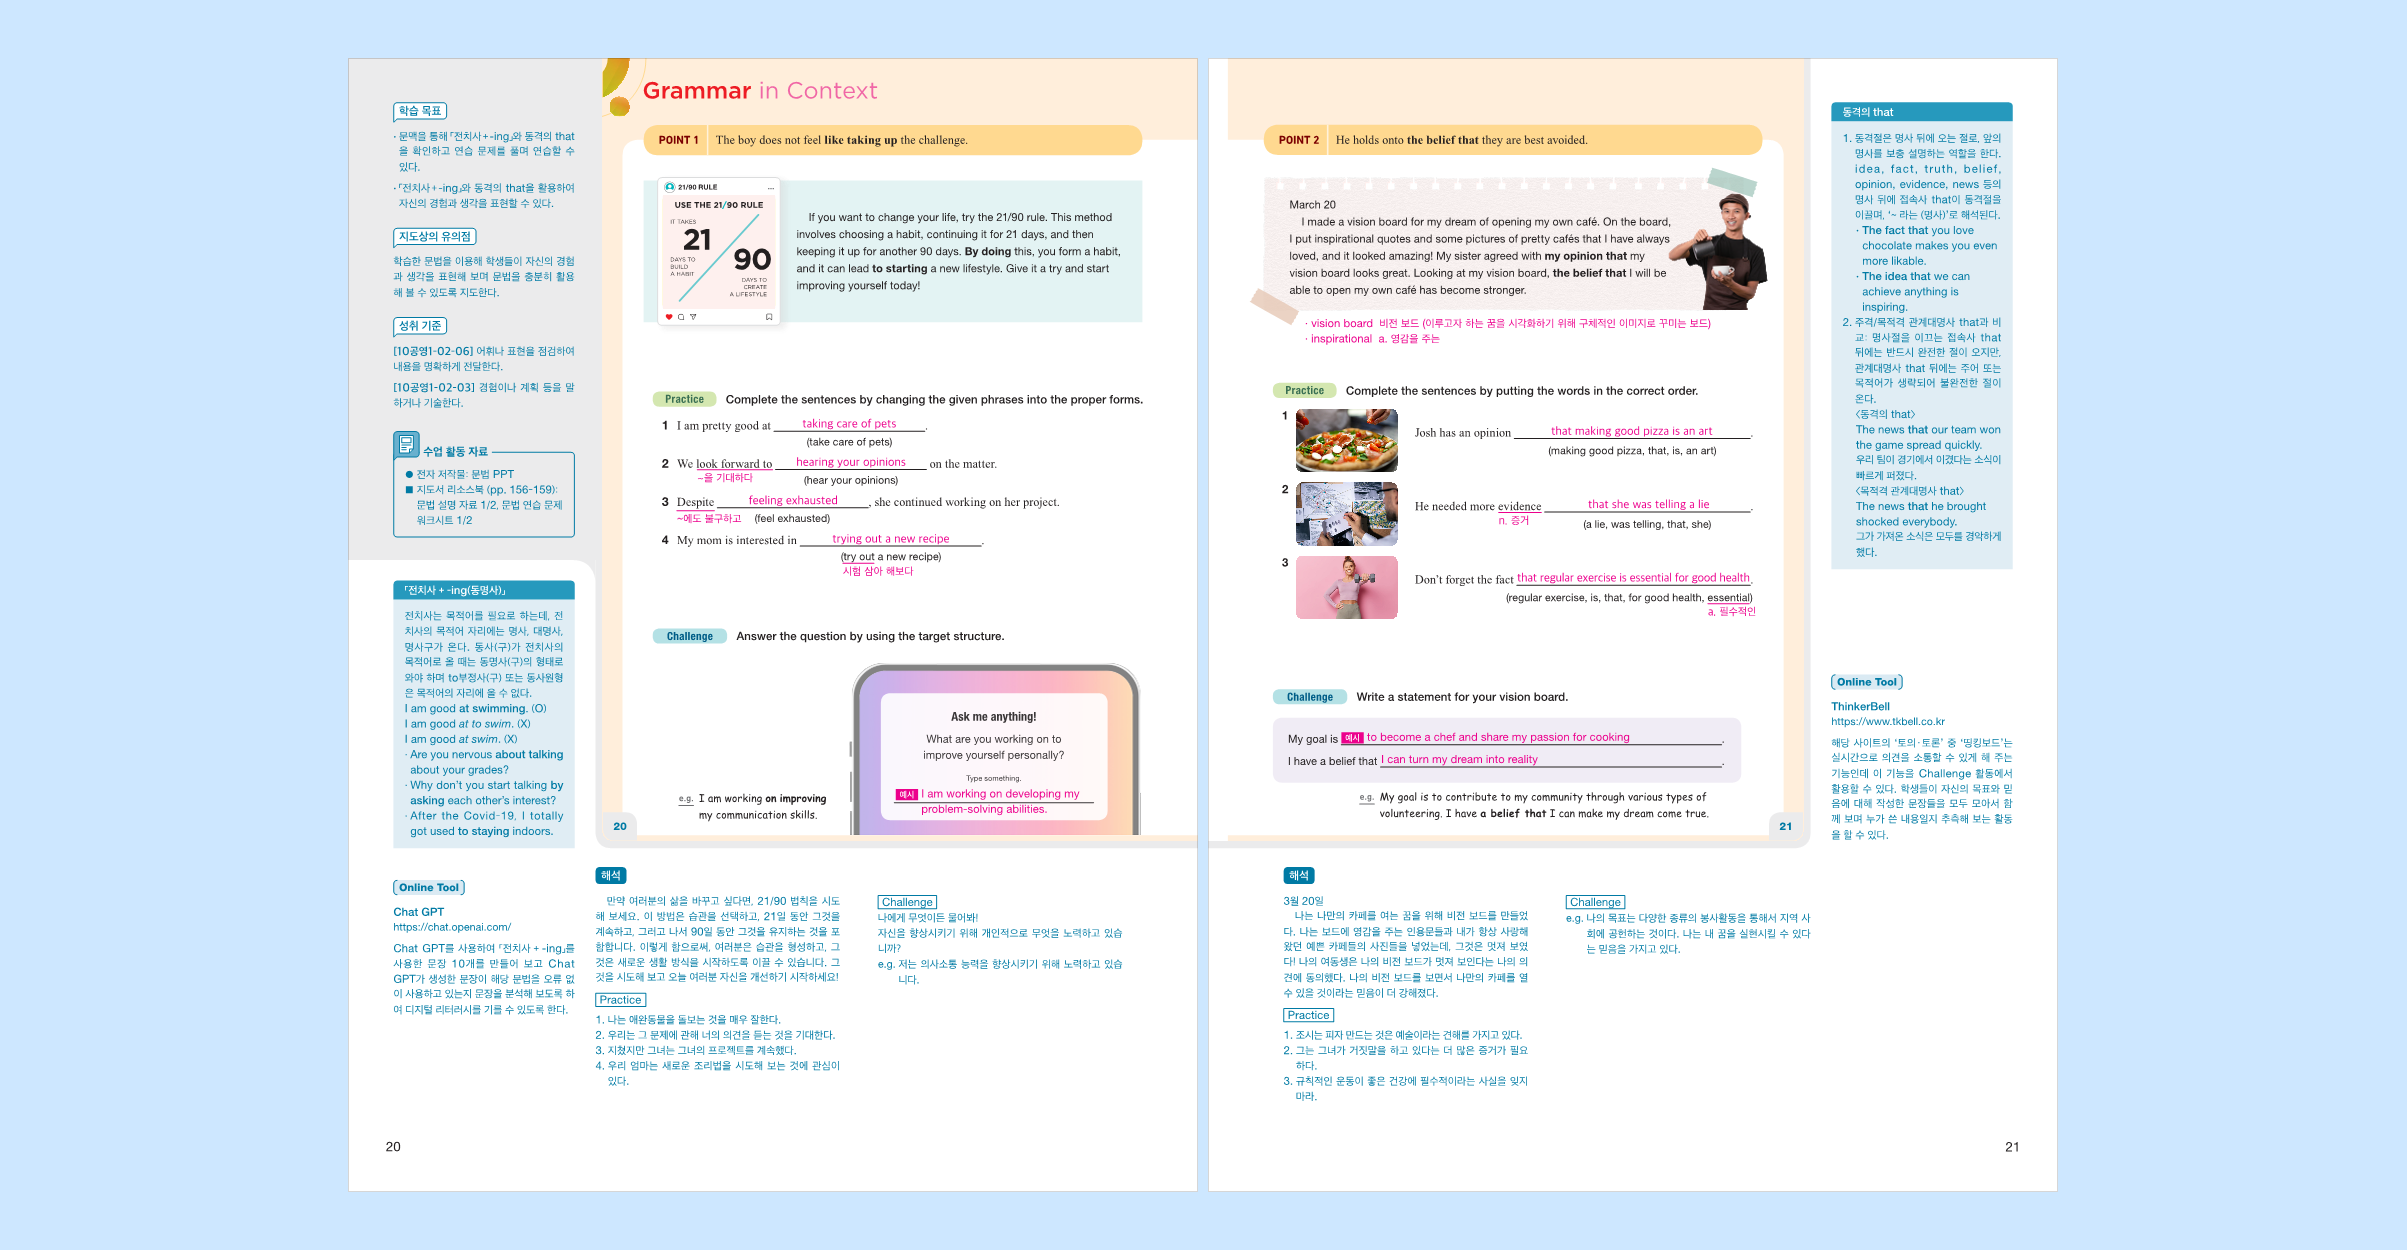 학습 목표
· 문맥을 통해 「전치사+-ing」와 동격의 that
을 확인하고 연습 문제를 풀며 연습할 수
있다.
· 「전치사+-ing」와 동격의 that을 활용하여
자신의 경험과 생각을 표현할 수 있다.
지도상의 유의점
학습한 문법을 이용해 학생들이 자신의 경험
과 생각을 표현해 보며 문법을 충분히 활용
해 볼 수 있도록 지도한다.
성취 기준
[10공영1-02-06] 어휘나 표현을 점검하여
내용을 명확하게 전달한다.
[10공영1-02-03] 경험이나 계획 등을 말
하거나 기술한다.
수업 활동 자료
● 전자 저작물: 문법 PPT
■ 지도서 리소스북 (pp. 156-159):
문법 설명 자료 1/2, 문법 연습 문제
워크시트 1/2
「전치사 + -ing(동명사)」
전치사는 목적어를 필요로 하는데, 전
치사의 목적어 자리에는 명사, 대명사,
명사구가 온다. 동사(구)가 전치사의
목적어로 올 때는 동명사(구)의 형태로
와야 하며 to부정사(구) 또는 동사원형
은 목적어의 자리에 올 수 없다.
I am good at swimming. (O)
I am good at to swim. (X)
I am good at swim. (X)
· Are you nervous about talking
about your grades?
· Why don't you start talking by
asking each other's interest?
· After the Covid-19, I totally
got used to staying indoors.
Online Tool
Chat GPT
https://chat.openai.com/
Chat GPT를 사용하여 「전치사 + -ing」를
사용한 문장 10개를 만들어 보고 Chat
GPT가 생성한 문장이 해당 문법을 오류 없
이 사용하고 있는지 문장을 분석해 보도록 하
여 디지털 리터러시를 기를 수 있도록 한다.
Grammar in Context
POINT 1 The boy does not feel like taking up the challenge.
21/90 RULE ...
USE THE 21/90 RULE
IT TAKES
21
DAYS TO
BUILD
A HABIT
90
DAYS TO
CREATE
A LIFESTYLE
If you want to change your life, try the 21/90 rule. This method
involves choosing a habit, continuing it for 21 days, and then
keeping it up for another 90 days. By doing this, you form a habit,
and it can lead to starting a new lifestyle. Give it a try and start
improving yourself today!
Practice Complete the sentences by changing the given phrases into the proper forms.
1 I am pretty good at taking care of pets.
(take care of pets)
2 We look forward to hearing your opinions on the matter.
~을 기대하다 (hear your opinions)
3 Despite feeling exhausted, she continued working on her project.
~에도 불구하고 (feel exhausted)
4 My mom is interested in trying out a new recipe.
(try out a new recipe)
시험 삼아 해보다
Challenge Answer the question by using the target structure.
Ask me anything!
What are you working on to
improve yourself personally?
Type something.
예시 I am working on developing my
problem-solving abilities.
e.g. I am working on improving
my communication skills.
20
해석
만약 여러분의 삶을 바꾸고 싶다면, 21/90 법칙을 시도
해 보세요. 이 방법은 습관을 선택하고, 21일 동안 그것을
계속하고, 그러고 나서 90일 동안 그것을 유지하는 것을 포
함합니다. 이렇게 함으로써, 여러분은 습관을 형성하고, 그
것은 새로운 생활 방식을 시작하도록 이끌 수 있습니다. 그
것을 시도해 보고 오늘 여러분 자신을 개선하기 시작하세요!
Practice
1. 나는 애완동물을 돌보는 것을 매우 잘한다.
2. 우리는 그 문제에 관해 너의 의견을 듣는 것을 기대한다.
3. 지쳤지만 그녀는 그녀의 프로젝트를 계속했다.
4. 우리 엄마는 새로운 조리법을 시도해 보는 것에 관심이
있다.
Challenge
나에게 무엇이든 물어봐!
자신을 향상시키기 위해 개인적으로 무엇을 노력하고 있습
니까?
e.g. 저는 의사소통 능력을 향상시키기 위해 노력하고 있습
니다.
20
POINT 2 He holds onto the belief that they are best avoided.
March 20
I made a vision board for my dream of opening my own café. On the board,
I put inspirational quotes and some pictures of pretty cafés that I have always
loved, and it looked amazing! My sister agreed with my opinion that my
vision board looks great. Looking at my vision board, the belief that I will be
able to open my own café has become stronger.
· vision board 비전 보드 (이루고자 하는 꿈을 시각화하기 위해 구체적인 이미지로 꾸미는 보드)
· inspirational a. 영감을 주는
Practice Complete the sentences by putting the words in the correct order.
1
Josh has an opinion that making good pizza is an art.
(making good pizza, that, is, an art)
2
He needed more evidence that she was telling a lie.
n. 증거 (a lie, was telling, that, she)
3
Don't forget the fact that regular exercise is essential for good health.
(regular exercise, is, that, for good health, essential)
a. 필수적인
Challenge Write a statement for your vision board.
My goal is 예시 to become a chef and share my passion for cooking.
I have a belief that I can turn my dream into reality.
e.g. My goal is to contribute to my community through various types of
volunteering. I have a belief that I can make my dream come true.
21
해석
3월 20일
나는 나만의 카페를 여는 꿈을 위해 비전 보드를 만들었
다. 나는 보드에 영감을 주는 인용문들과 내가 항상 사랑해
왔던 예쁜 카페들의 사진들을 넣었는데, 그것은 멋져 보였
다! 나의 여동생은 나의 비전 보드가 멋져 보인다는 나의 의
견에 동의했다. 나의 비전 보드를 보면서 나만의 카페를 열
수 있을 것이라는 믿음이 더 강해졌다.
Practice
1. 조시는 피자 만드는 것은 예술이라는 견해를 가지고 있다.
2. 그는 그녀가 거짓말을 하고 있다는 더 많은 증거가 필요
하다.
3. 규칙적인 운동이 좋은 건강에 필수적이라는 사실을 잊지
마라.
Challenge
e.g. 나의 목표는 다양한 종류의 봉사활동을 통해서 지역 사
회에 공헌하는 것이다. 나는 내 꿈을 실현시킬 수 있다
는 믿음을 가지고 있다.
동격의 that
1. 동격절은 명사 뒤에 오는 절로, 앞의
명사를 보충 설명하는 역할을 한다.
idea, fact, truth, belief,
opinion, evidence, news 등의
명사 뒤에 접속사 that이 동격절을
이끌며, '~ 라는 (명사)'로 해석된다.
· The fact that you love
chocolate makes you even
more likable.
· The idea that we can
achieve anything is
inspiring.
2. 주격/목적격 관계대명사 that과 비
교: 명사절을 이끄는 접속사 that
뒤에는 반드시 완전한 절이 오지만,
관계대명사 that 뒤에는 주어 또는
목적어가 생략되어 불완전한 절이
온다.
〈동격의 that〉
The news that our team won
the game spread quickly.
우리 팀이 경기에서 이겼다는 소식이
빠르게 퍼졌다.
〈목적격 관계대명사 that〉
The news that he brought
shocked everybody.
그가 가져온 소식은 모두를 경악하게
했다.
Online Tool
ThinkerBell
https://www.tkbell.co.kr
해당 사이트의 '토의·토론' 중 '띵킹보드'는
실시간으로 의견을 소통할 수 있게 해 주는
기능인데 이 기능을 Challenge 활동에서
활용할 수 있다. 학생들이 자신의 목표와 믿
음에 대해 작성한 문장들을 모두 모아서 함
께 보며 누가 쓴 내용일지 추측해 보는 활동
을 할 수 있다.
21